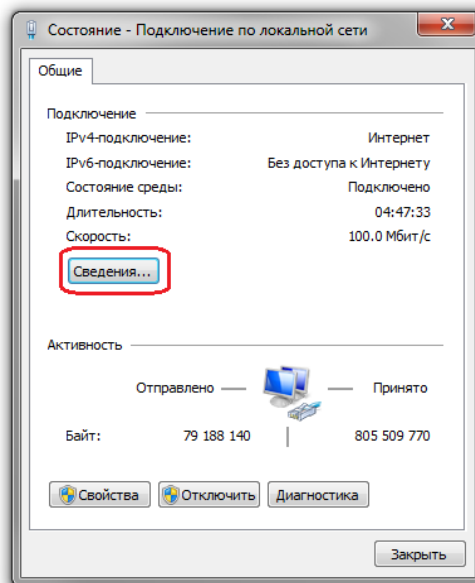 Состояние - Подключение по локальной сети
Общие
Подключение
IPv4-подключение: Интернет
IPv6-подключение: Без доступа к Интернету
Состояние среды: Подключено
Длительность: 04:47:33
Скорость: 100.0 Мбит/с
Сведения...
Активность
Отправлено — — Принято
Байт: 79 188 140 | 805 509 770
Свойства Отключить Диагностика
Закрыть